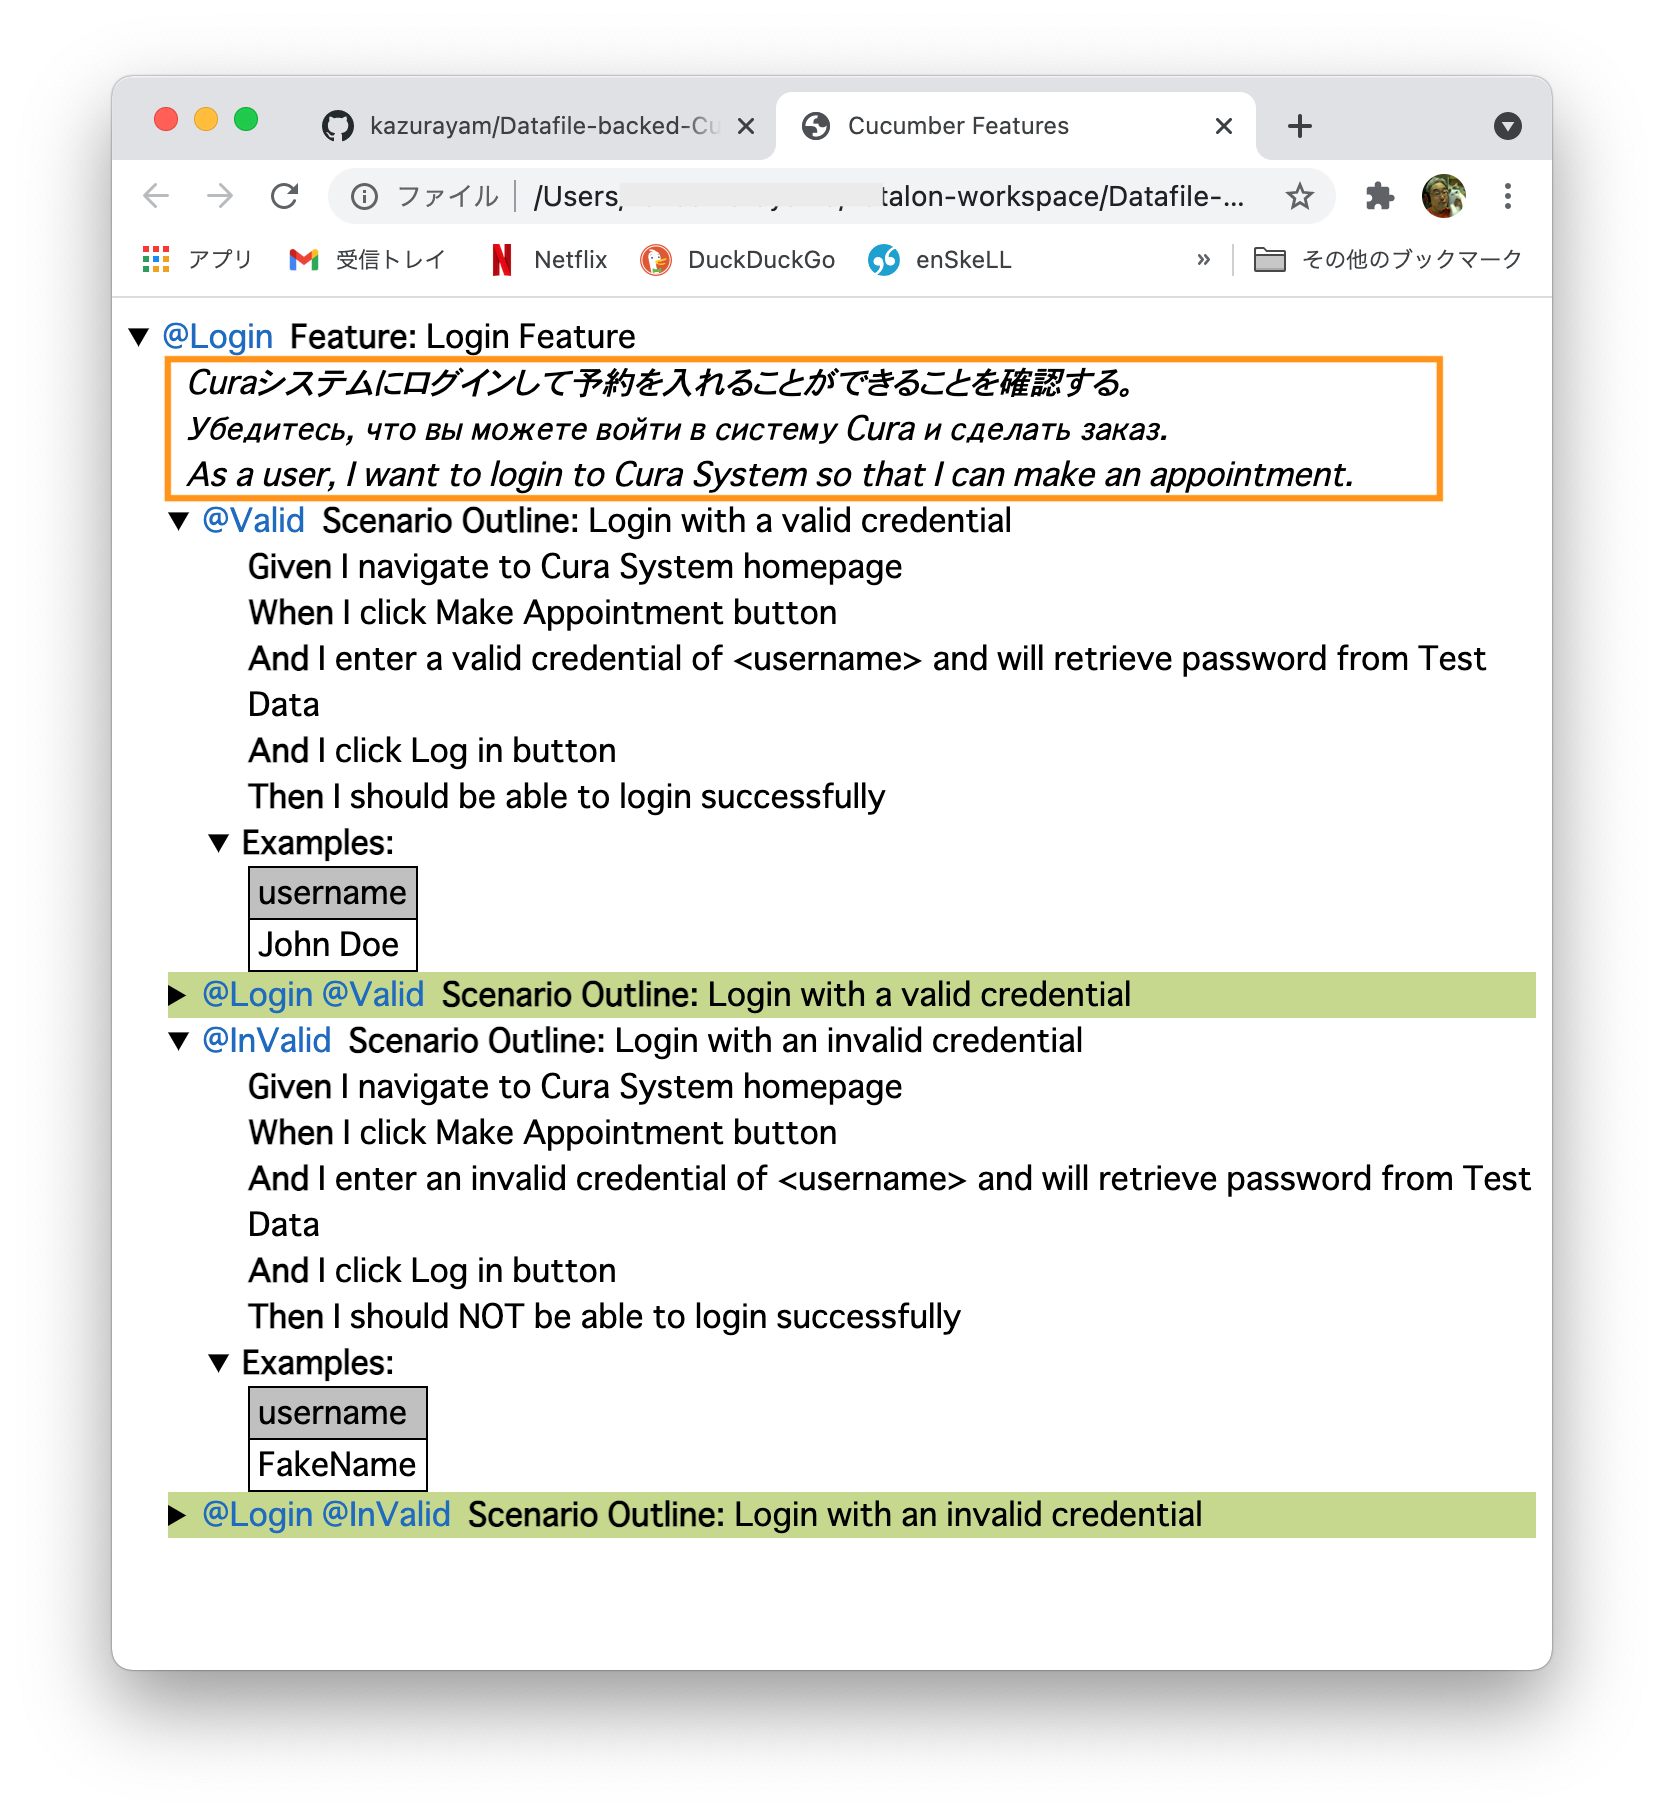 kazurayam/Datafile-backed-Cu
Cucumber Features
ファイル /Users/ talon-workspace/Datafile-...
アプリ 受信トレイ Netflix DuckDuckGo enSkeLL » その他のブックマーク
@Login Feature: Login Feature
Curaシステムにログインして予約を入れることができることを確認する。
Убедитесь, что вы можете войти в систему Cura и сделать заказ.
As a user, I want to login to Cura System so that I can make an appointment.
@Valid Scenario Outline: Login with a valid credential
Given I navigate to Cura System homepage
When I click Make Appointment button
And I enter a valid credential of <username> and will retrieve password from Test
Data
And I click Log in button
Then I should be able to login successfully
Examples:
username
John Doe
@Login @Valid Scenario Outline: Login with a valid credential
@InValid Scenario Outline: Login with an invalid credential
Given I navigate to Cura System homepage
When I click Make Appointment button
And I enter an invalid credential of <username> and will retrieve password from Test
Data
And I click Log in button
Then I should NOT be able to login successfully
Examples:
username
FakeName
@Login @InValid Scenario Outline: Login with an invalid credential